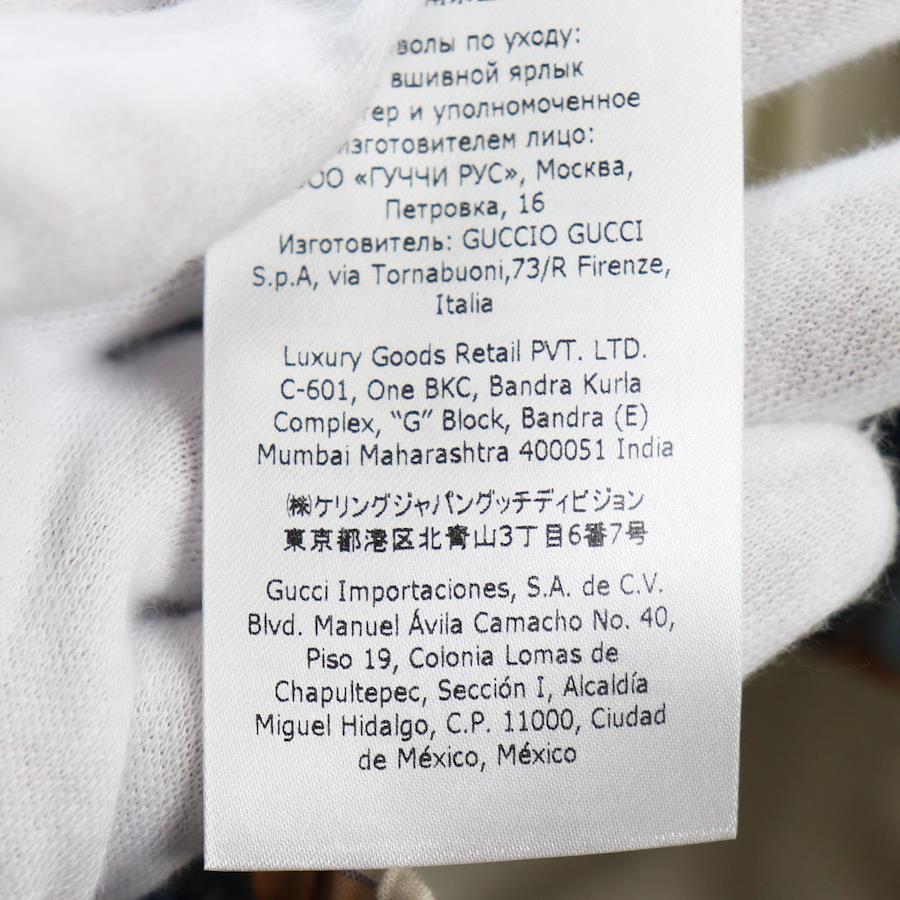 по уходу:
вшивной ярлык
и уполномоченное
изготовителем лицо:
«ГУЧЧИ РУС», Москва,
Петровка, 16
Изготовитель: GUCCIO GUCCI
S.p.A, via Tornabuoni,73/R Firenze,
Italia
Luxury Goods Retail PVT. LTD.
C-601, One BKC, Bandra Kurla
Complex, “G” Block, Bandra (E)
Mumbai Maharashtra 400051 India
㈱ケリングジャパングッチディビジョン
東京都港区北青山3丁目6番7号
Gucci Importaciones, S.A. de C.V.
Blvd. Manuel Ávila Camacho No. 40,
Piso 19, Colonia Lomas de
Chapultepec, Sección I, Alcaldía
Miguel Hidalgo, C.P. 11000, Ciudad
de México, México